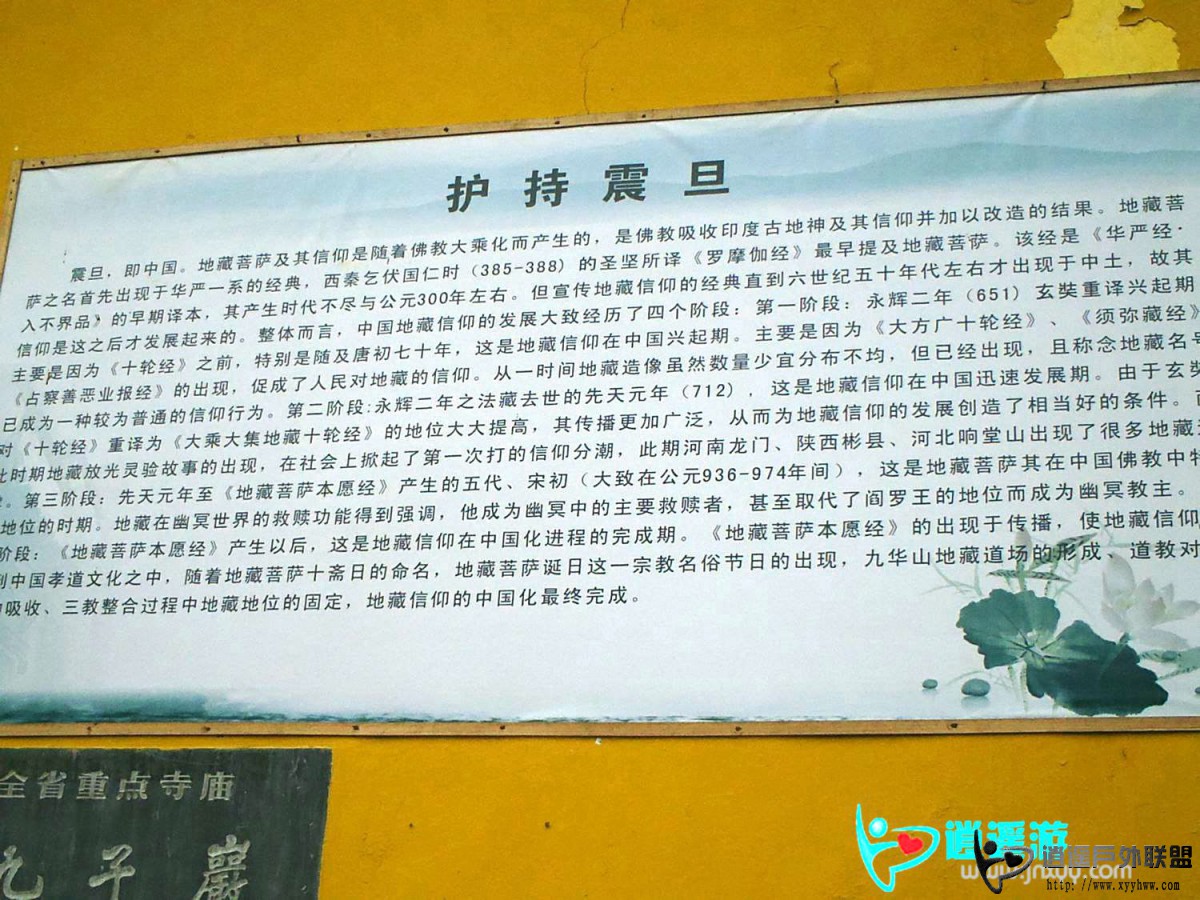 护持震旦
震旦，即中国。地藏菩萨及其信仰是随着佛教大乘化而产生的，是佛教吸收印度古地神及其信仰并加以改造的结果。地藏菩
萨之名首先出现于华严一系的经典，西秦乞伏国仁时（385-388）的圣坚所译《罗摩伽经》最早提及地藏菩萨。该经是《华严经·
入不界品》的早期译本，其产生时代不尽与公元300年左右。但宣传地藏信仰的经典直到六世纪五十年代左右才出现于中土，故其
信仰是这之后才发展起来的。整体而言，中国地藏信仰的发展大致经历了四个阶段：第一阶段：永辉二年（651）玄奘重译兴起期
主要是因为《十轮经》之前，特别是随及唐初七十年，这是地藏信仰在中国兴起期。主要是因为《大方广十轮经》、《须弥藏经》
《占察善恶业报经》的出现，促成了人民对地藏的信仰。从一时间地藏造像虽然数量少宜分布不均，但已经出现，且称念地藏名号
已成为一种较为普通的信仰行为。第二阶段:永辉二年之法藏去世的先天元年（712），这是地藏信仰在中国迅速发展期。由于玄奘
对《十轮经》重译为《大乘大集地藏十轮经》的地位大大提高，其传播更加广泛，从而为地藏信仰的发展创造了相当好的条件。
时期地藏放光灵验故事的出现，在社会上掀起了第一次打的信仰分潮，此期河南龙门、陕西彬县、河北响堂山出现了很多地藏
。第三阶段：先天元年至《地藏菩萨本愿经》产生的五代、宋初（大致在公元936-974年间），这是地藏菩萨其在中国佛教中特
地位的时期。地藏在幽冥世界的救赎功能得到强调，他成为幽冥中的主要救赎者，甚至取代了阎罗王的地位而成为幽冥教主。
阶段：《地藏菩萨本愿经》产生以后，这是地藏信仰在中国化进程的完成期。《地藏菩萨本愿经》的出现于传播，使地藏信仰
到中国孝道文化之中，随着地藏菩萨十斋日的命名，地藏菩萨诞日这一宗教名俗节日的出现，九华山地藏道场的形成、道教对
吸收、三教整合过程中地藏地位的固定，地藏信仰的中国化最终完成。
全省重点寺庙
九子巖
逍遥游
逍遥户外联盟
http://www.xyyhww.com